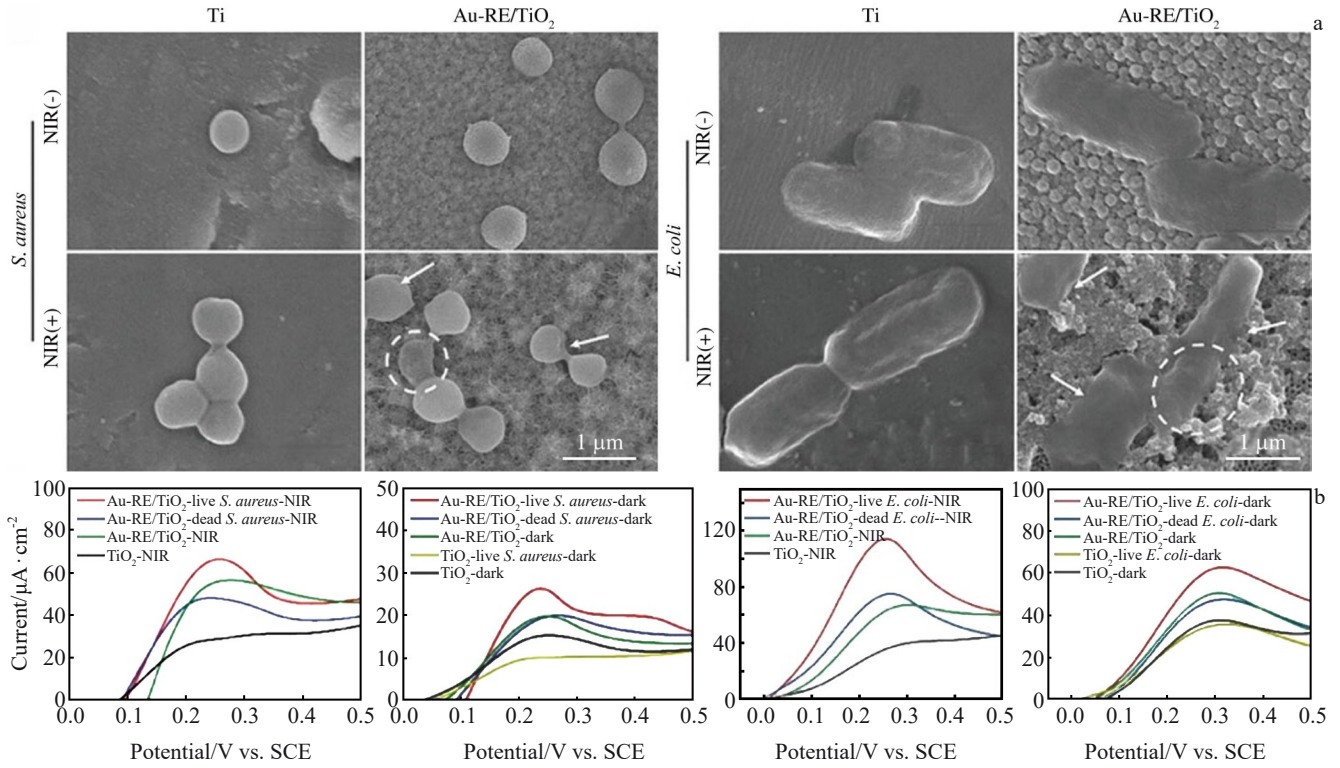 Ti
Au-RE/TiO₂
Ti
Au-RE/TiO₂
a
S. aureus
NIR(-)
NIR(+)
E. coli
NIR(-)
NIR(+)
1 μm
1 μm
b
Current/μA · cm⁻²
100
80
60
40
20
0
Au-RE/TiO₂-live S. aureus-NIR
Au-RE/TiO₂-dead S. aureus-NIR
Au-RE/TiO₂-NIR
TiO₂-NIR
0.0 0.1 0.2 0.3 0.4 0.5
Potential/V vs. SCE
50
40
30
20
10
0
Au-RE/TiO₂-live S. aureus-dark
Au-RE/TiO₂-dead S. aureus-dark
Au-RE/TiO₂-dark
TiO₂-live S. aureus-dark
TiO₂-dark
0.0 0.1 0.2 0.3 0.4 0.5
Potential/V vs. SCE
120
80
40
0
Au-RE/TiO₂-live E. coli-NIR
Au-RE/TiO₂-dead E. coli--NIR
Au-RE/TiO₂-NIR
TiO₂-NIR
0.0 0.1 0.2 0.3 0.4 0.5
Potential/V vs. SCE
100
80
60
40
20
0
Au-RE/TiO₂-live E. coli-dark
Au-RE/TiO₂-dead E. coli-dark
Au-RE/TiO₂-dark
TiO₂-live E. coli-dark
TiO₂-dark
0.0 0.1 0.2 0.3 0.4 0.5
Potential/V vs. SCE